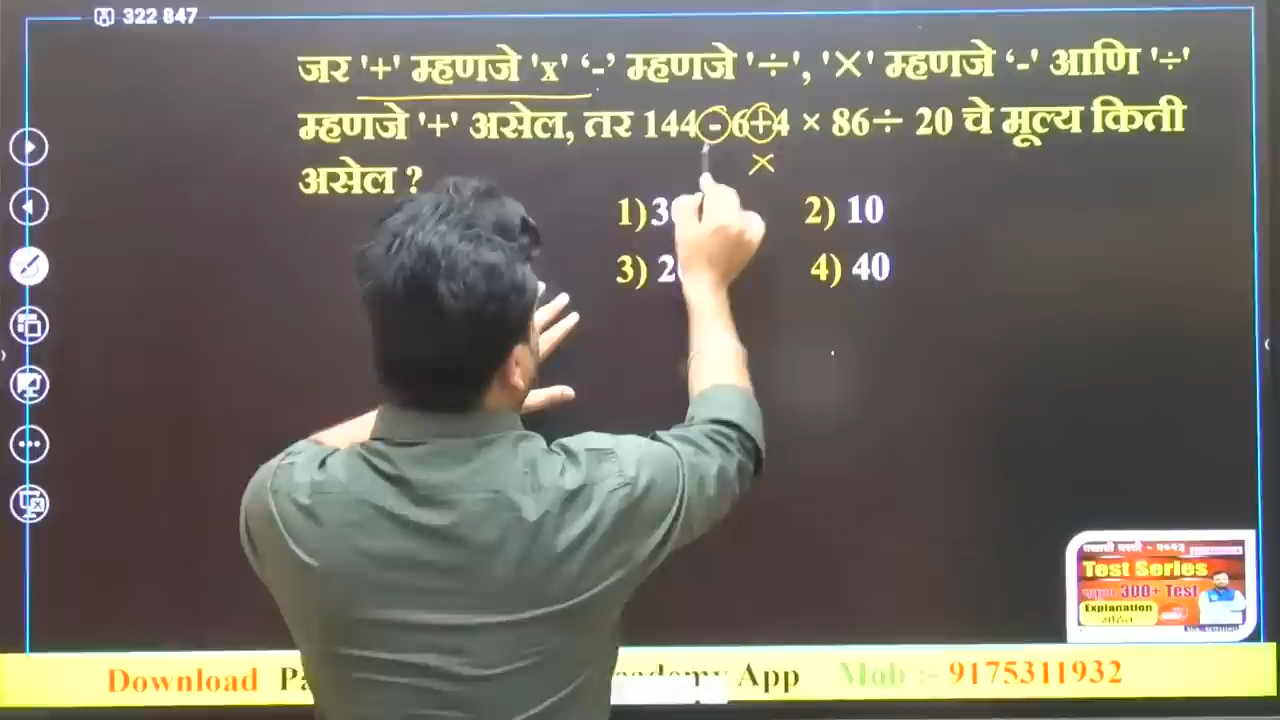 322 847
जर '+' म्हणजे 'x' ‘-’ म्हणजे '÷', '×' म्हणजे ‘-' आणि '÷'
म्हणजे '+' असेल, तर 144 - 6+4 × 86÷ 20 चे मूल्य किती
×
असेल ?
1) 2) 10
3) 4) 40
Test Series
300+ Test
Explanation
Download App Mob :- 9175311932